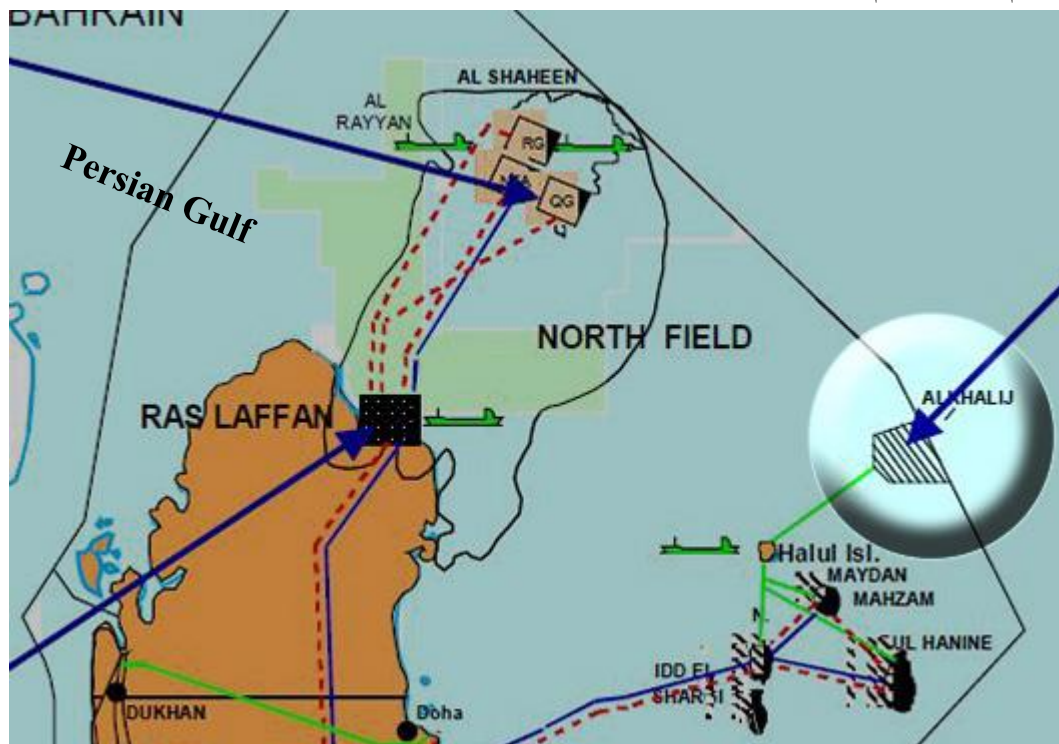 BAHRAIN
AL SHAHEEN
AL
RAYYAN
RG
QG
Persian Gulf
NORTH FIELD
ALKHALIJ
RAS LAFFAN
Halul Isl.
MAYDAN
MAHZAM
N.
BUL HANINE
IDD EL
SHARGI
DUKHAN
Doha